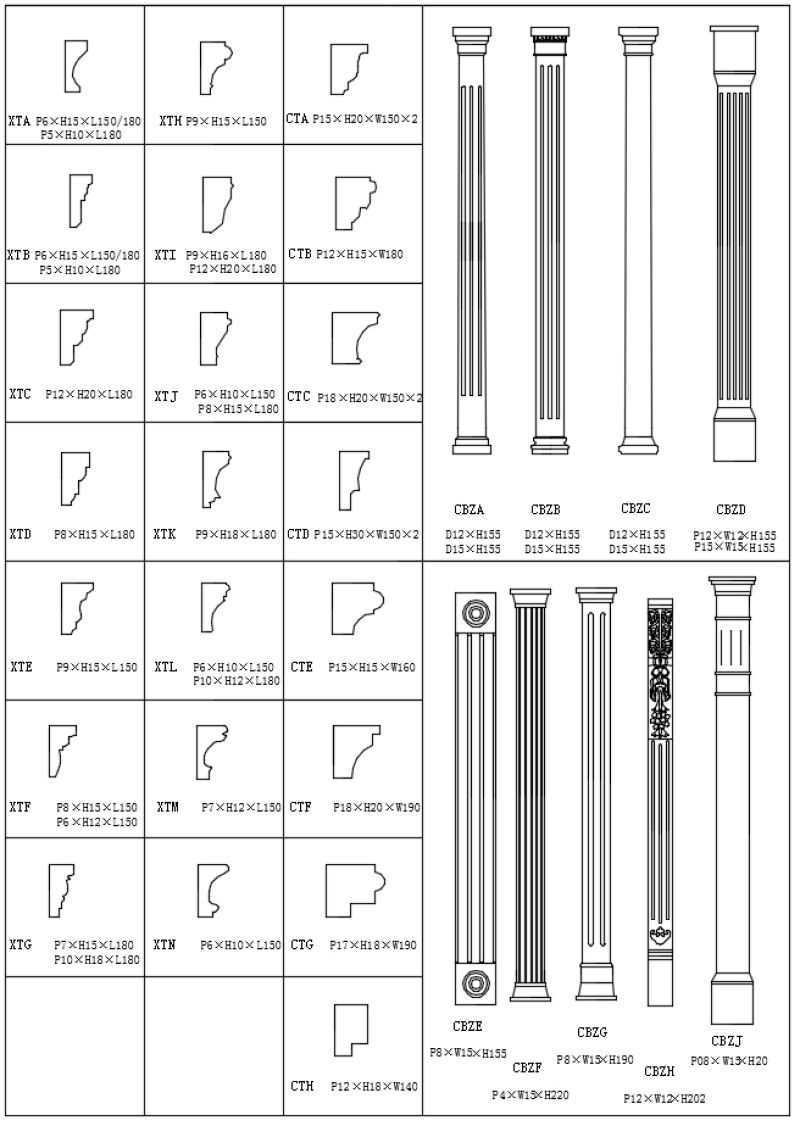 XTA P6×H15×L150/180
P5×H10×L180
XTH P9×H15×L150
CTA P15×H20×W150×2
XTB P6×H15×L150/180
P5×H10×L180
XTI P9×H16×L180
P12×H20×L180
CTB P12×H15×W180
XTC P12×H20×L180
XTJ P6×H10×L150
P8×H15×L180
CTC P18×H20×W150×2
XTD P8×H15×L180
XTK P9×H18×L180
CTD P15×H30×W150×2
XTE P9×H15×L150
XTL P6×H10×L150
P10×H12×L180
CTE P15×H15×W160
XTF P8×H15×L150
P6×H12×L150
XTM P7×H12×L150
CTF P18×H20×W190
XTG P7×H15×L180
P10×H18×L180
XTN P6×H10×L150
CTG P17×H18×W190
CTH P12×H18×W140
CBZA
D12×H155
D15×H155
CBZB
D12×H155
D15×H155
CBZC
D12×H155
D15×H155
CBZD
P12×W12×H155
P15×W15×H155
CBZE
P8×W15×H155
CBZF
P4×W15×H220
CBZG
P8×W15×H190
CBZH
P12×W12×H202
CBZJ
P08×W15×H20